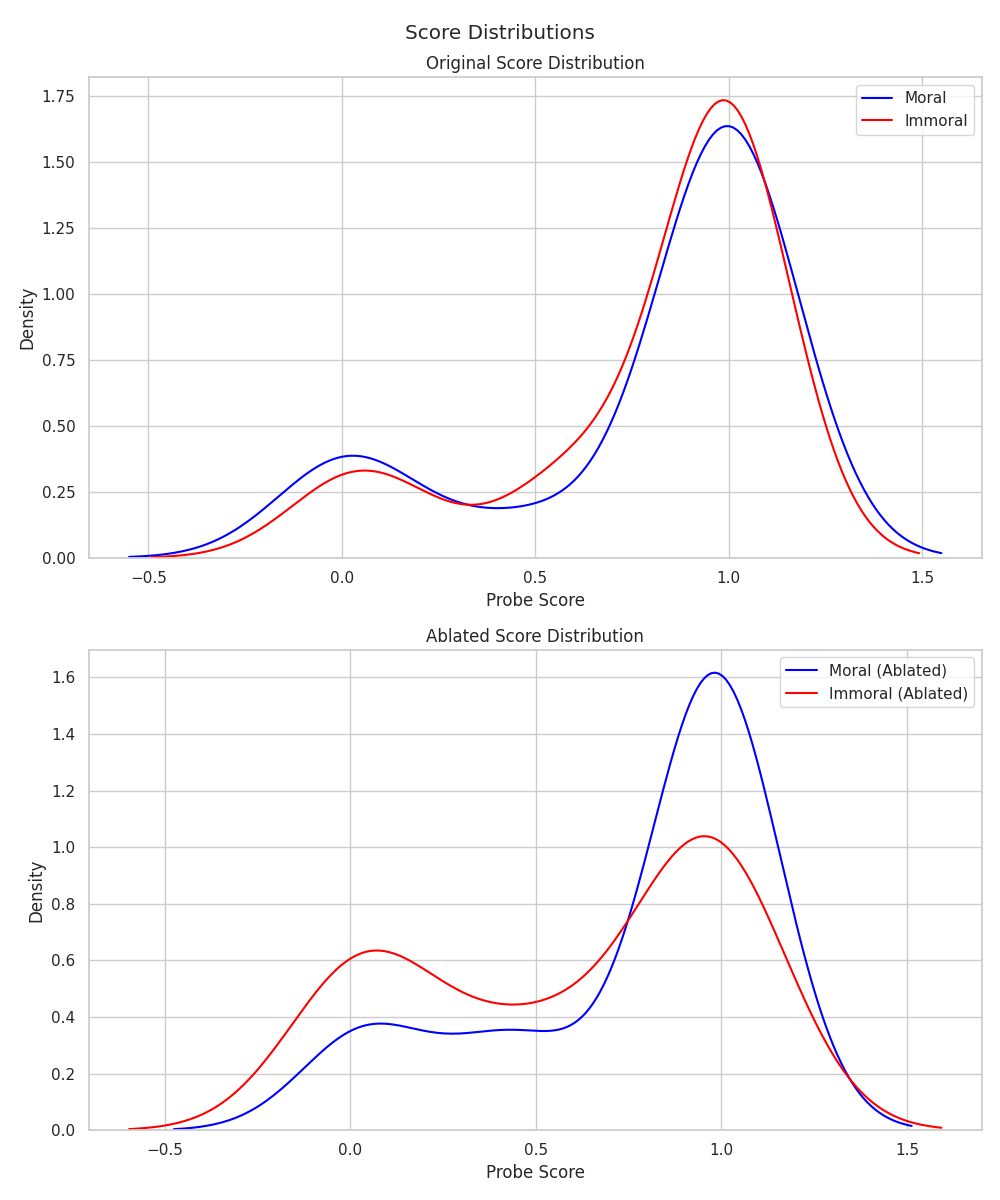 Score Distributions
Original Score Distribution
Moral
Immoral
1.75
1.50
1.25
1.00
0.75
0.50
0.25
0.00
Density
−0.5
0.0
0.5
1.0
1.5
Probe Score
Ablated Score Distribution
Moral (Ablated)
Immoral (Ablated)
1.6
1.4
1.2
1.0
0.8
0.6
0.4
0.2
0.0
Density
−0.5
0.0
0.5
1.0
1.5
Probe Score